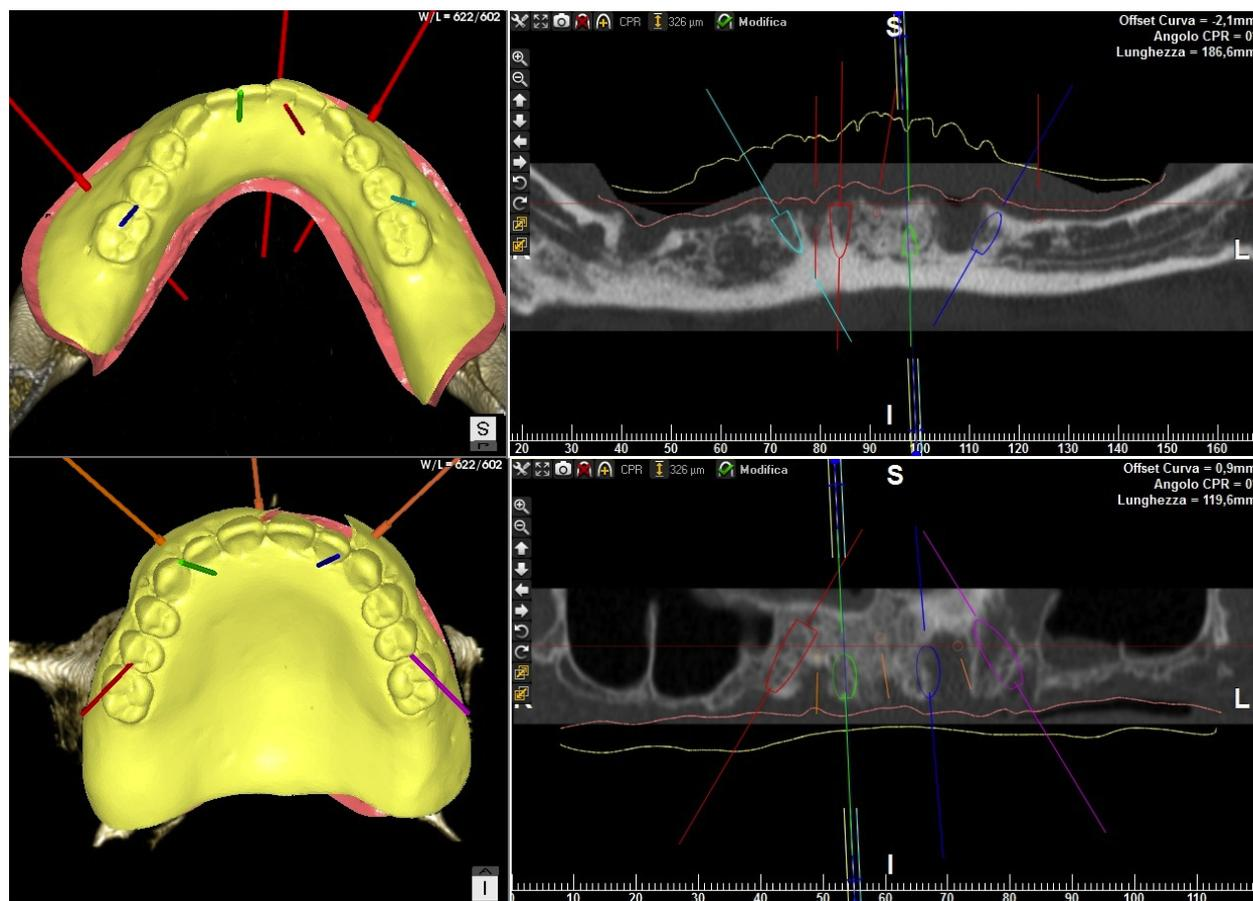 W/L = 622/602
S
CPR 326 µm Modifica
Offset Curva = -2,1mm
Angolo CPR = 0°
Lunghezza = 186,6mm
S
L
I
20 30 40 50 60 70 80 90 100 110 120 130 140 150 160
W/L = 622/602
I
CPR 326 µm Modifica
Offset Curva = 0,9mm
Angolo CPR = 0°
Lunghezza = 119,6mm
S
L
I
0 10 20 30 40 50 60 70 80 90 100 110